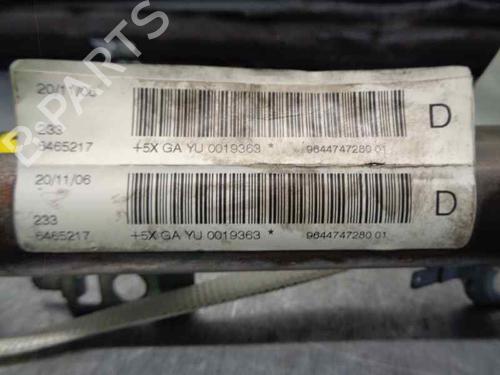 B-PARTS
20/11/06
233
6465217
+5X GA YU 0019363 *
9644747280 01
D
20/11/06
233
6465217
+5X GA YU 0019363 *
9644747280 01
D